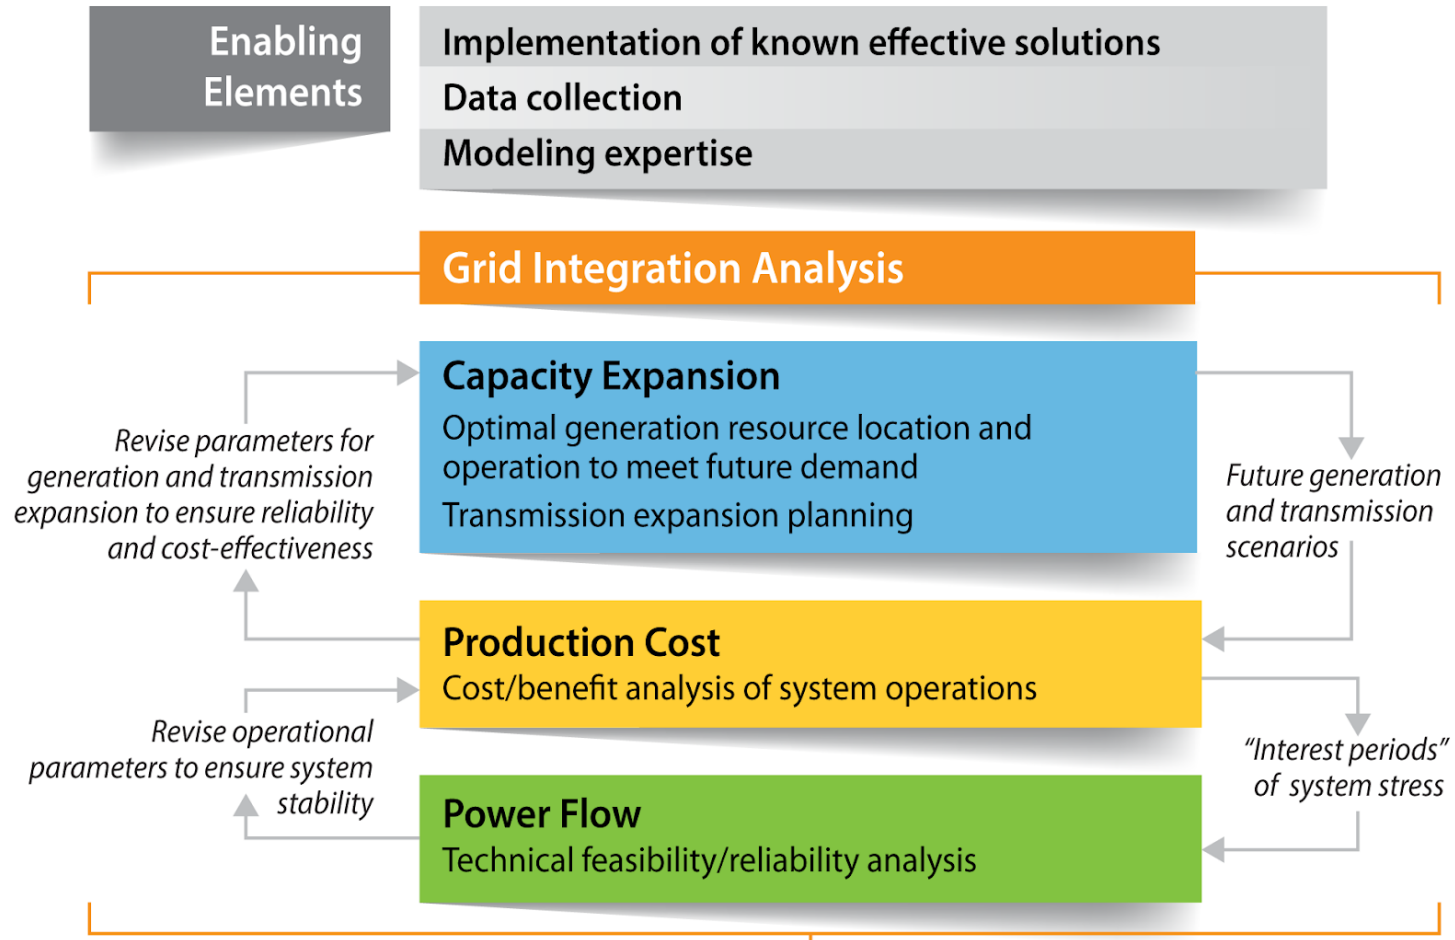 Enabling
Elements
Implementation of known effective solutions
Data collection
Modeling expertise
Grid Integration Analysis
Capacity Expansion
Optimal generation resource location and
operation to meet future demand
Transmission expansion planning
Revise parameters for
generation and transmission
expansion to ensure reliability
and cost-effectiveness
Future generation
and transmission
scenarios
Production Cost
Cost/benefit analysis of system operations
Revise operational
parameters to ensure system
stability
“Interest periods”
of system stress
Power Flow
Technical feasibility/reliability analysis